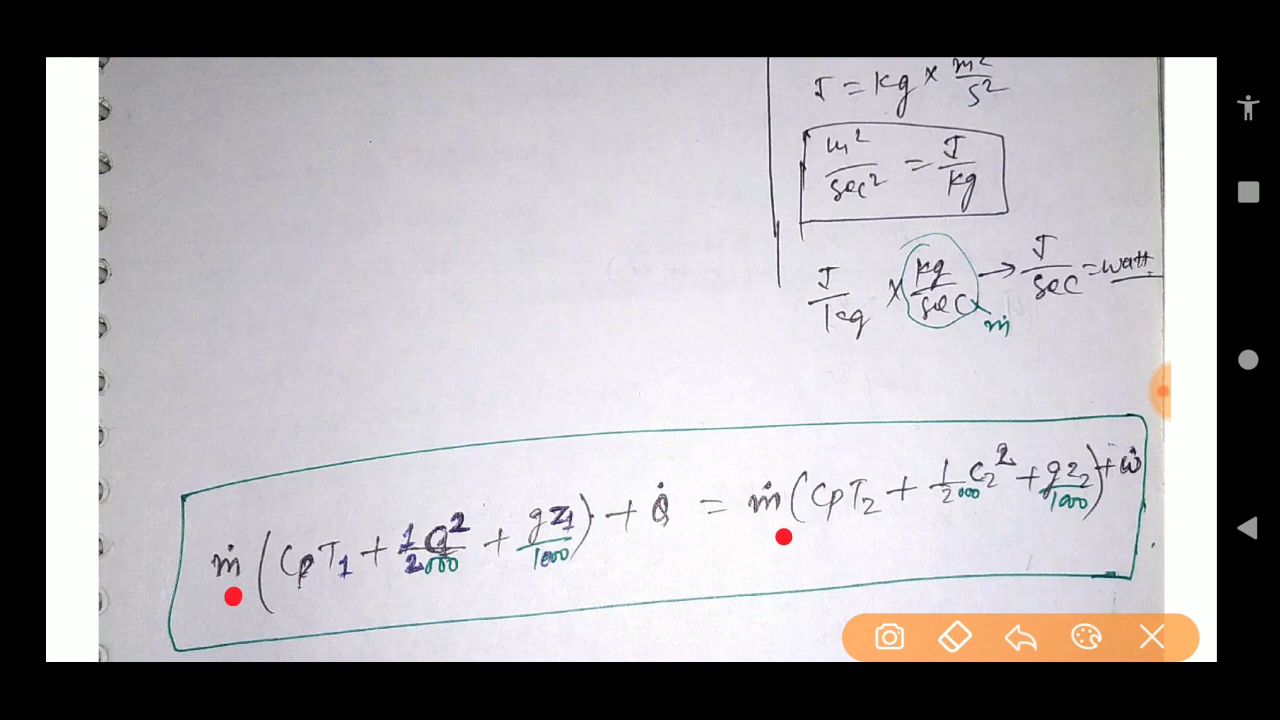 J = kg × m²/s²
m²/sec² = J/kg
J/kg × kg/sec → J/sec = watt
ṁ
ṁ (CpT₁ + 1/2000 C₁² + gZ₁/1000) + Q̇ = ṁ (CpT₂ + 1/2000 C₂² + gz₂/1000) + ẇ